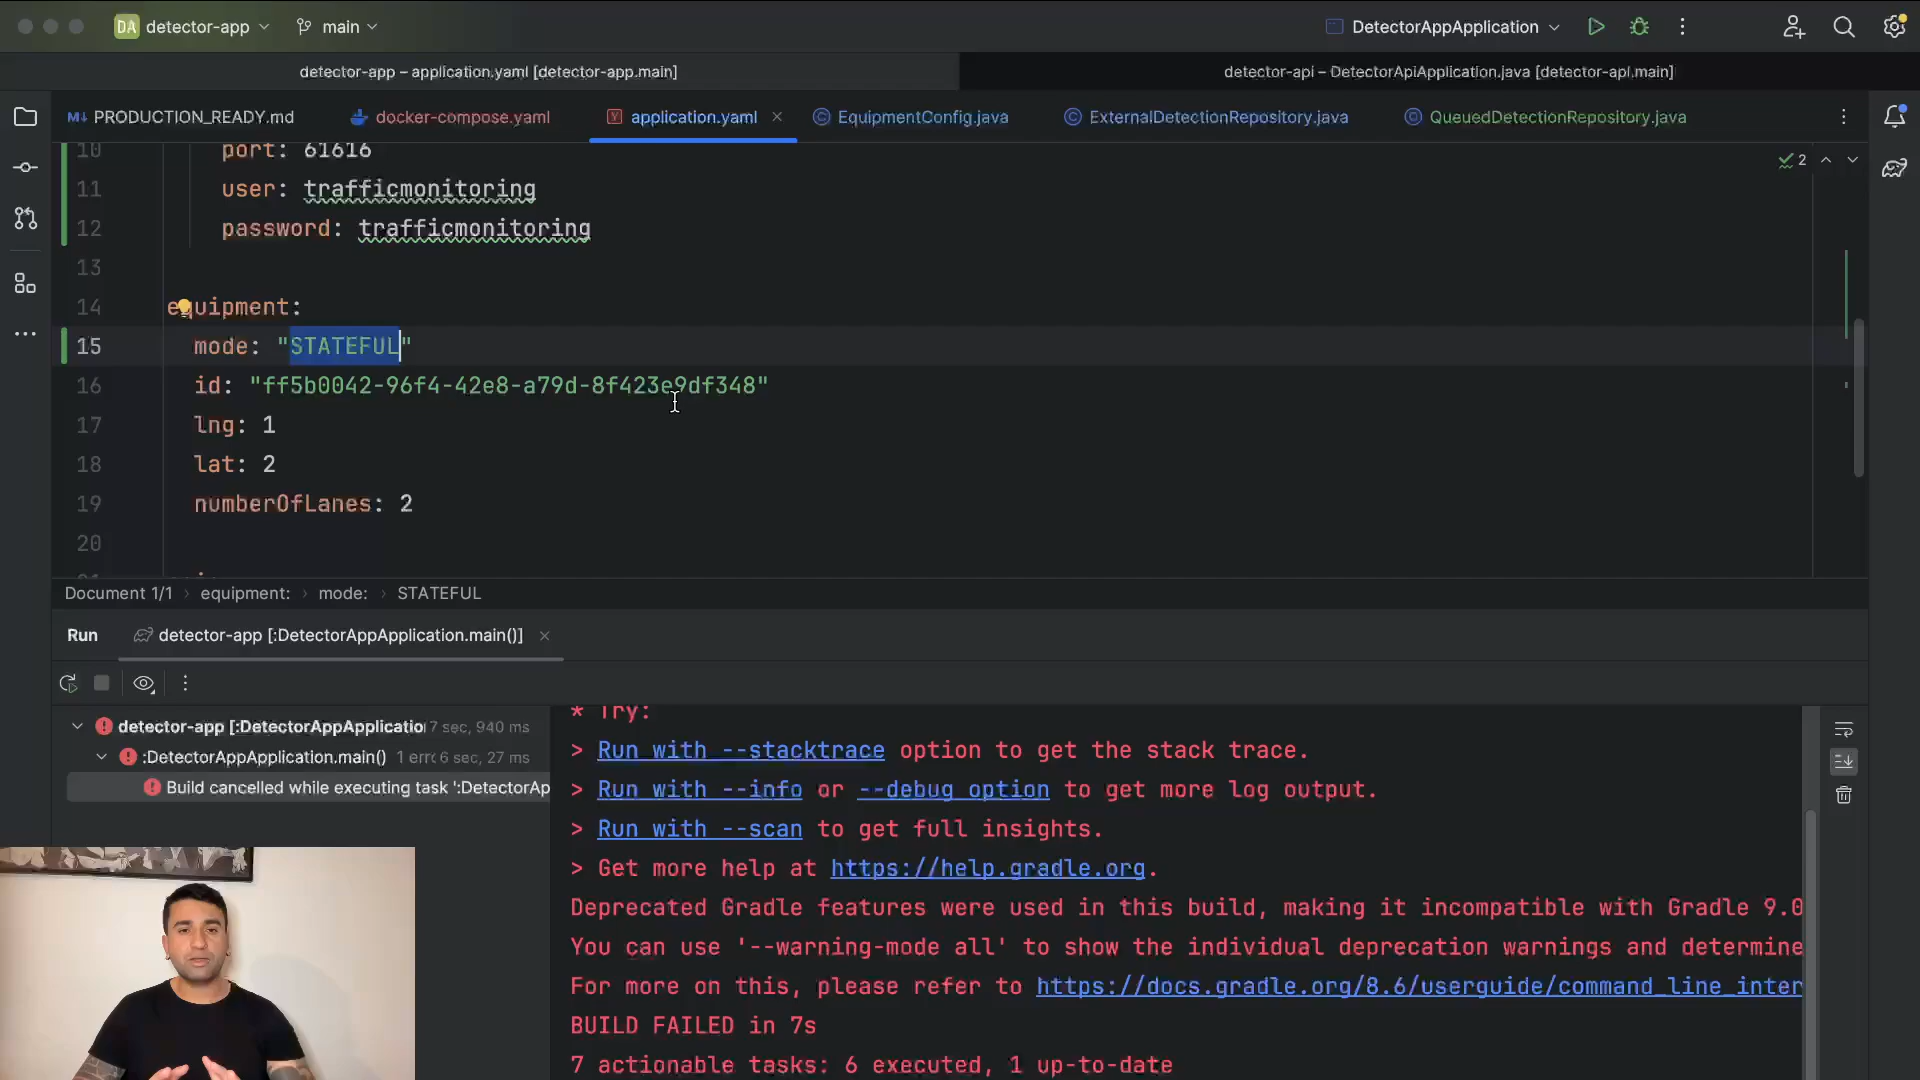 DA detector-app main DetectorAppApplication
detector-app – application.yaml [detector-app.main] detector-api – DetectorApiApplication.java [detector-api.main]
M↓ PRODUCTION_READY.md docker-compose.yaml Y application.yaml × © EquipmentConfig.java © ExternalDetectionRepository.java © QueuedDetectionRepository.java
10 port: 61616
2
11 user: trafficmonitoring
12 password: trafficmonitoring
13
14 equipment:
15 mode: "STATEFUL"
16 id: "ff5b0042-96f4-42e8-a79d-8f423e9df348"
17 lng: 1
18 lat: 2
19 numberOfLanes: 2
20
Document 1/1 › equipment: › mode: › STATEFUL
Run detector-app [:DetectorAppApplication.main()] ×
detector-app [:DetectorAppApplicatio 7 sec, 940 ms
:DetectorAppApplication.main() 1 err 6 sec, 27 ms
Build cancelled while executing task ':DetectorAp
* Try:
> Run with --stacktrace option to get the stack trace.
> Run with --info or --debug option to get more log output.
> Run with --scan to get full insights.
> Get more help at https://help.gradle.org.
Deprecated Gradle features were used in this build, making it incompatible with Gradle 9.0
You can use '--warning-mode all' to show the individual deprecation warnings and determine
For more on this, please refer to https://docs.gradle.org/8.6/userguide/command_line_inter
BUILD FAILED in 7s
7 actionable tasks: 6 executed, 1 up-to-date